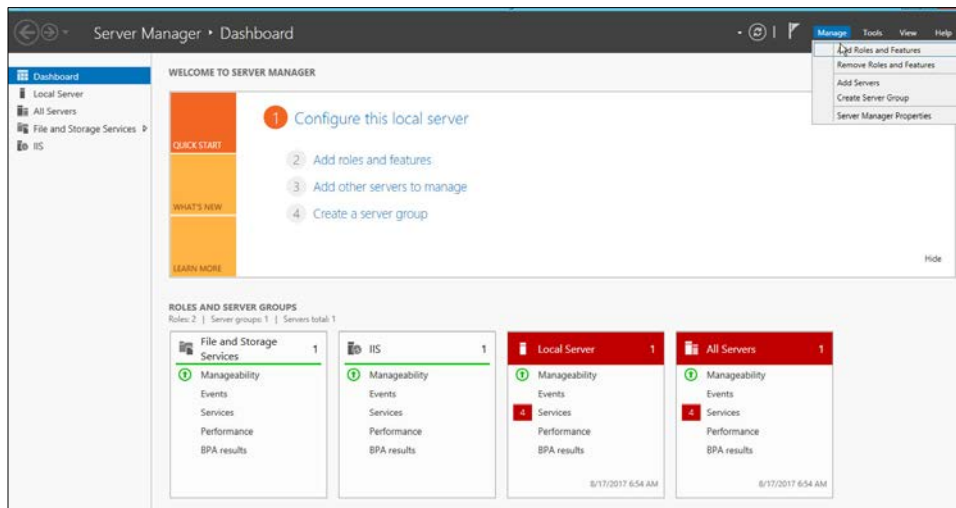 Server Manager ‣ Dashboard
Manage Tools View Help
Add Roles and Features
Remove Roles and Features
Add Servers
Create Server Group
Server Manager Properties
Dashboard
Local Server
All Servers
File and Storage Services
IIS
WELCOME TO SERVER MANAGER
QUICK START
WHAT'S NEW
LEARN MORE
1 Configure this local server
2 Add roles and features
3 Add other servers to manage
4 Create a server group
Hide
ROLES AND SERVER GROUPS
Roles: 2 | Server groups: 1 | Servers total: 1
File and Storage
Services 1
Manageability
Events
Services
Performance
BPA results
IIS 1
Manageability
Events
Services
Performance
BPA results
Local Server 1
Manageability
Events
4 Services
Performance
BPA results
8/17/2017 6:54 AM
All Servers 1
Manageability
Events
4 Services
Performance
BPA results
8/17/2017 6:54 AM